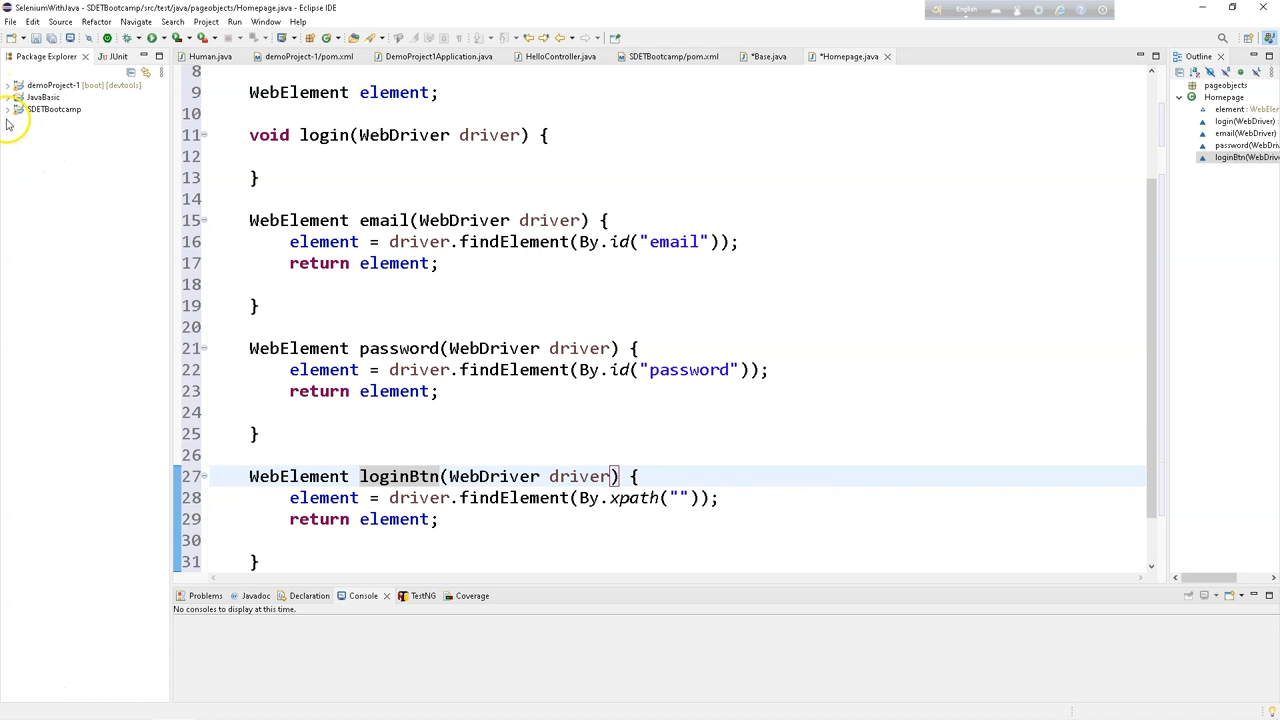 SeleniumWithJava - SDETBootcamp/src/test/java/pageobjects/Homepage.java - Eclipse IDE
English
File Edit Source Refactor Navigate Search Project Run Window Help
Package Explorer JUnit
Human.java demoProject-1/pom.xml DemoProject1Application.java HelloController.java SDETBootcamp/pom.xml *Base.java *Homepage.java
Outline
demoProject-1 [boot] [devtools]
JavaBasic
SDETBootcamp
8
9 WebElement element;
10
11 void login(WebDriver driver) {
12
13 }
14
15 WebElement email(WebDriver driver) {
16 element = driver.findElement(By.id("email"));
17 return element;
18
19 }
20
21 WebElement password(WebDriver driver) {
22 element = driver.findElement(By.id("password"));
23 return element;
24
25 }
26
27 WebElement loginBtn(WebDriver driver) {
28 element = driver.findElement(By.xpath(""));
29 return element;
30
31 }
pageobjects
Homepage
element : WebElem
login(WebDriver) :
email(WebDriver)
password(WebDrive
loginBtn(WebDrive
Problems Javadoc Declaration Console TestNG Coverage
No consoles to display at this time.